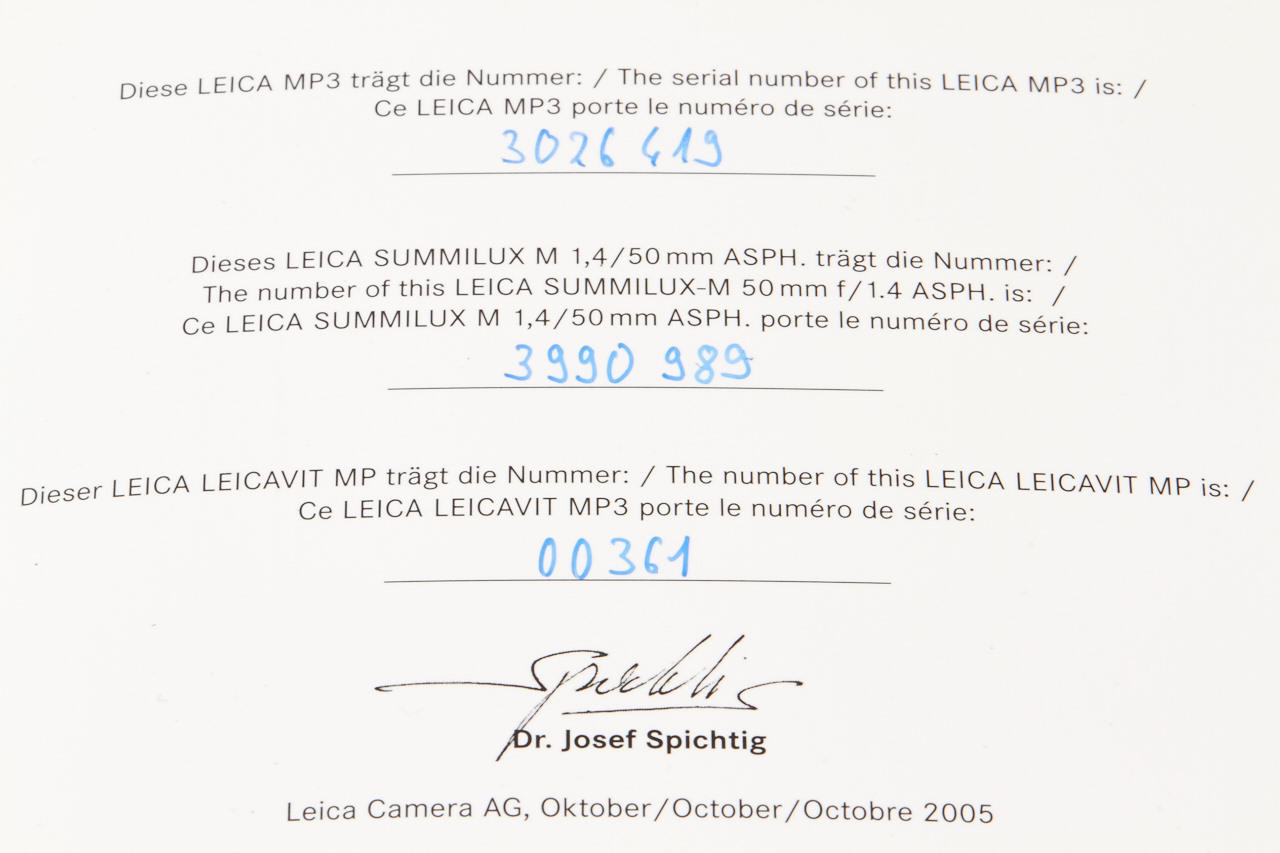 Diese LEICA MP3 trägt die Nummer: / The serial number of this LEICA MP3 is: /
Ce LEICA MP3 porte le numéro de série:
3026 419
Dieses LEICA SUMMILUX M 1,4/50 mm ASPH. trägt die Nummer: /
The number of this LEICA SUMMILUX-M 50 mm f/1.4 ASPH. is: /
Ce LEICA SUMMILUX M 1,4/50 mm ASPH. porte le numéro de série:
3990 989
Dieser LEICA LEICAVIT MP trägt die Nummer: / The number of this LEICA LEICAVIT MP is: /
Ce LEICA LEICAVIT MP3 porte le numéro de série:
00361
Dr. Josef Spichtig
Leica Camera AG, Oktober/October/Octobre 2005